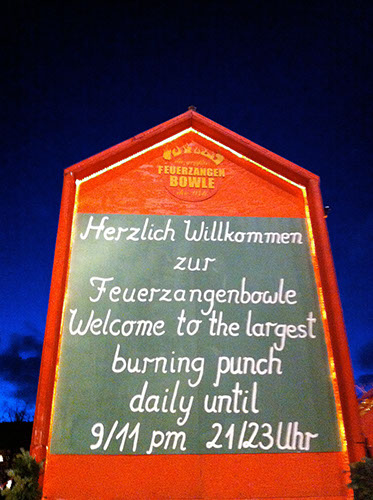 FEUERZANGEN
BOWLE
Herzlich Willkommen
zur
Feuerzangenbowle
Welcome to the largest
burning punch
daily until
9/11 pm 21/23 Uhr